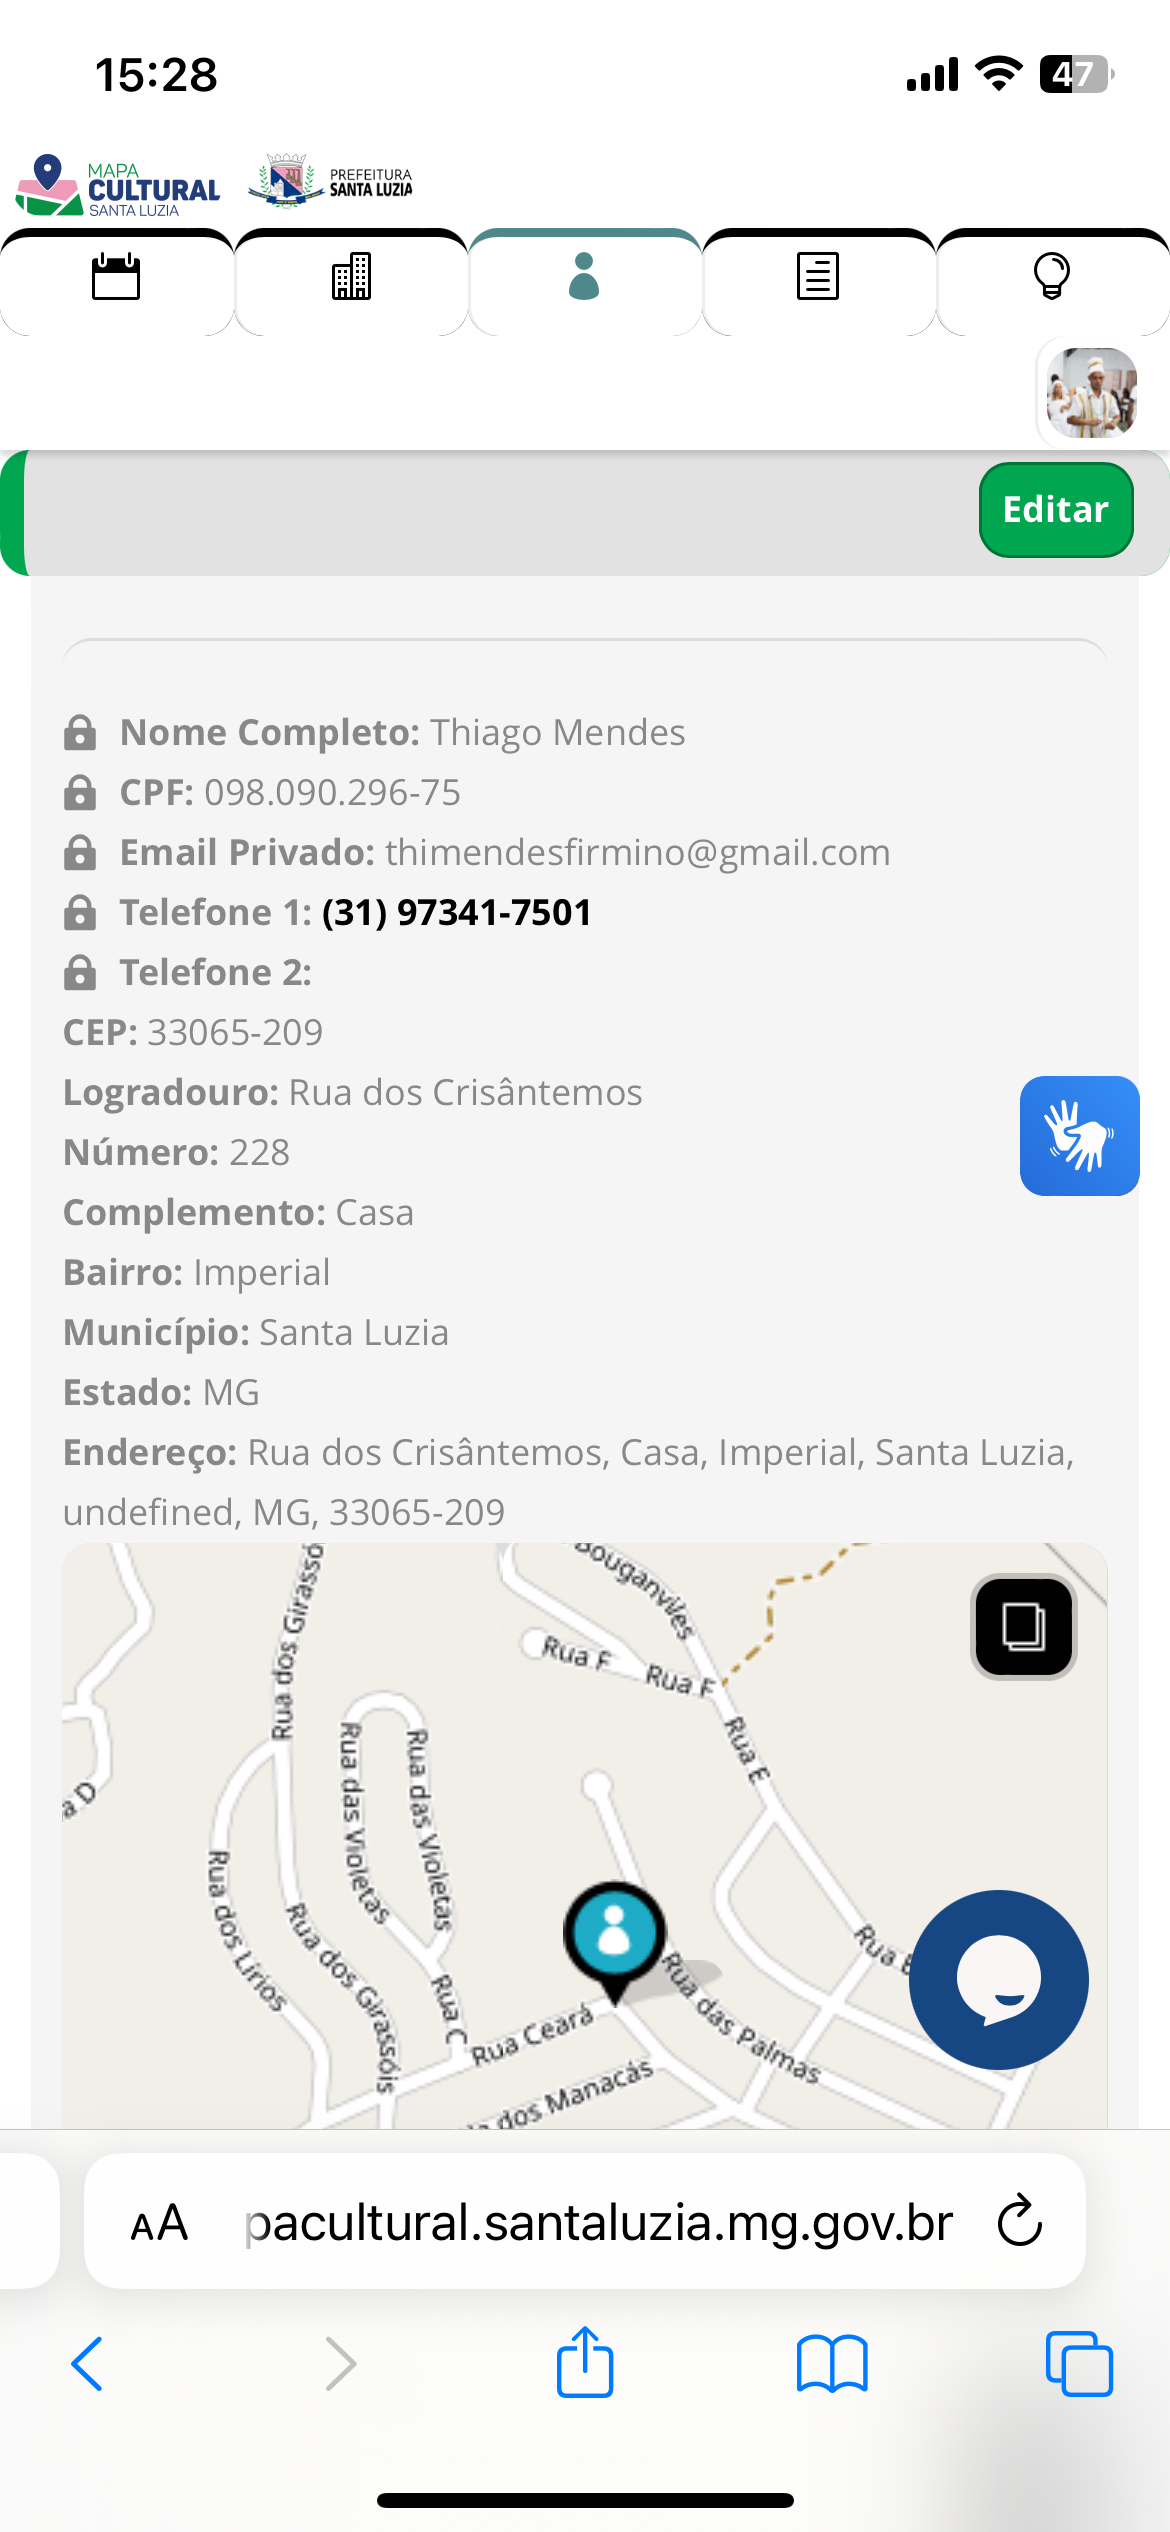 15:28
47
MAPA
CULTURAL
SANTA LUZIA
PREFEITURA
SANTA LUZIA
Editar
Nome Completo: Thiago Mendes
CPF: 098.090.296-75
Email Privado: thimendesfirmino@gmail.com
Telefone 1: (31) 97341-7501
Telefone 2:
CEP: 33065-209
Logradouro: Rua dos Crisântemos
Número: 228
Complemento: Casa
Bairro: Imperial
Município: Santa Luzia
Estado: MG
Endereço: Rua dos Crisântemos, Casa, Imperial, Santa Luzia,
undefined, MG, 33065-209
Rua dos Girassó
Bouganviles
Rua F
Rua F
Rua E
a D
Rua das Violetas
Rua das Violetas
Rua dos Lírios
Rua dos Girassóis
Rua C
Rua Ceará
Rua das Palmas
Rua E
dos Manacás
AA
pacultural.santaluzia.mg.gov.br